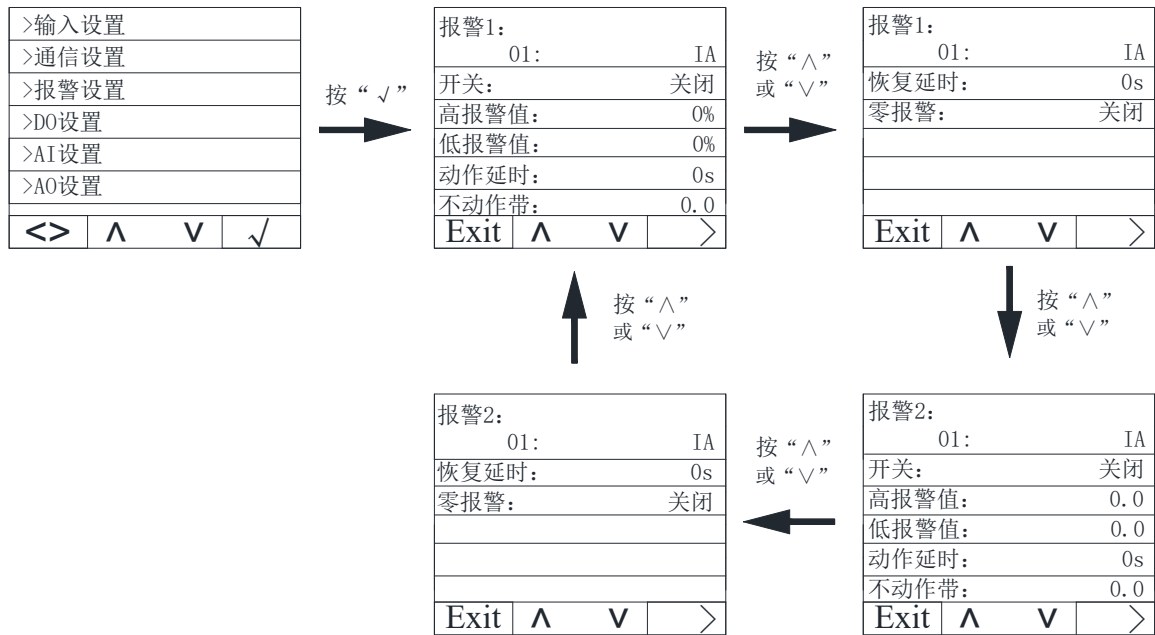 >输入设置
>通信设置
>报警设置
>DO设置
>AI设置
>AO设置
<> ∧ ∨ √
按“√”
报警1:
01: IA
开关: 关闭
高报警值: 0%
低报警值: 0%
动作延时: 0s
不动作带: 0.0
Exit ∧ ∨ >
按“∧”
或“∨”
报警1:
01: IA
恢复延时: 0s
零报警: 关闭
Exit ∧ ∨ >
按“∧”
或“∨”
报警2:
01: IA
开关: 关闭
高报警值: 0.0
低报警值: 0.0
动作延时: 0s
不动作带: 0.0
Exit ∧ ∨ >
按“∧”
或“∨”
报警2:
01: IA
恢复延时: 0s
零报警: 关闭
Exit ∧ ∨ >
按“∧”
或“∨”